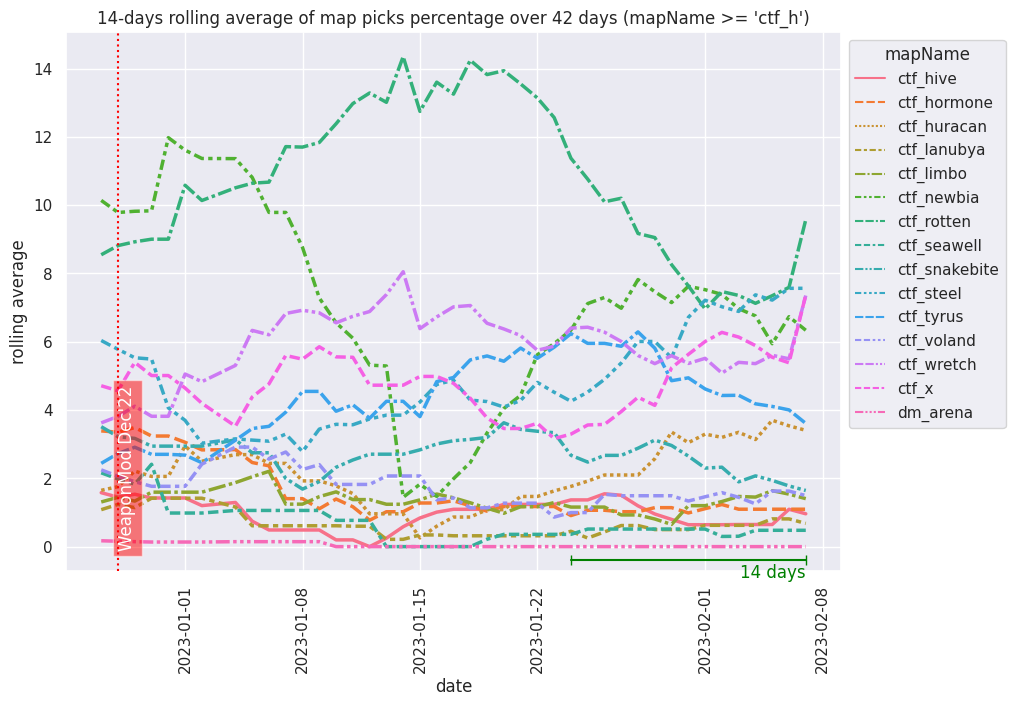 14-days rolling average of map picks percentage over 42 days (mapName >= 'ctf_h')
rolling average
14
12
10
8
6
4
2
0
WeaponMod Dec'22
14 days
2023-01-01
2023-01-08
2023-01-15
2023-01-22
2023-02-01
2023-02-08
date
mapName
ctf_hive
ctf_hormone
ctf_huracan
ctf_lanubya
ctf_limbo
ctf_newbia
ctf_rotten
ctf_seawell
ctf_snakebite
ctf_steel
ctf_tyrus
ctf_voland
ctf_wretch
ctf_x
dm_arena